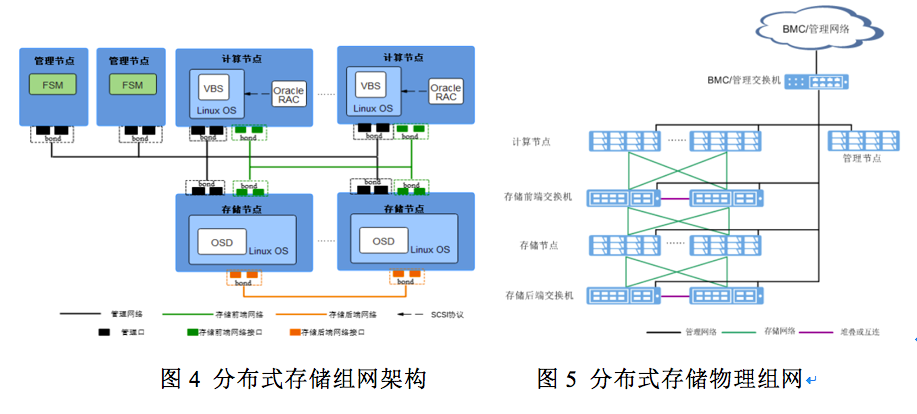 管理节点
FSM
bond
管理节点
FSM
bond
计算节点
VBS
Linux OS
Oracle RAC
bond
bond
......
计算节点
VBS
Linux OS
Oracle RAC
bond
bond
bond
bond
存储节点
OSD
Linux OS
bond
......
bond
bond
存储节点
OSD
Linux OS
bond
管理网络
存储前端网络
存储后端网络
SCSI协议
管理口
存储前端网络接口
存储后端网络接口
图 4 分布式存储组网架构
BMC/管理网络
BMC/管理交换机
计算节点
......
管理节点
存储前端交换机
存储节点
......
存储后端交换机
管理网络
存储网络
堆叠或互连
图 5 分布式存储物理组网